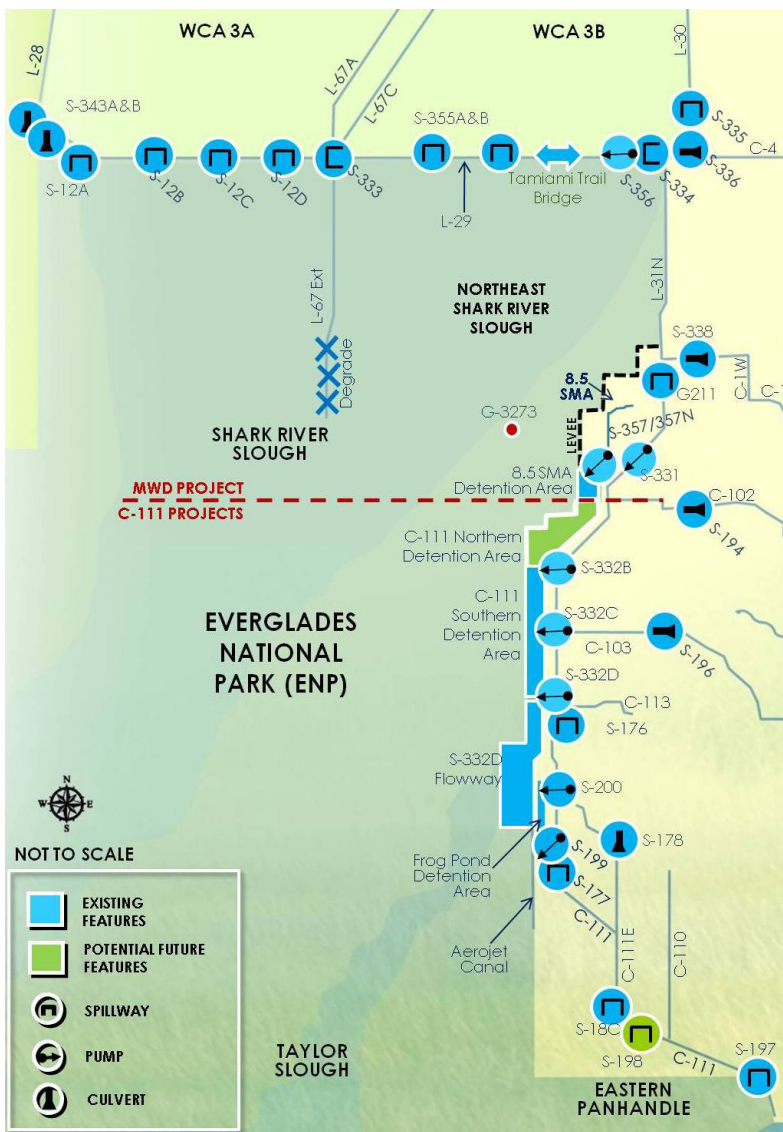 WCA 3A
WCA 3B
L-28
L-67A
L-67C
L-30
S-343A&B
S-355A&B
S-335
S-12A
S-12B
S-12C
S-12D
S-333
S-356
S-334
S-336
C-4
Tamiami Trail
Bridge
L-29
L-31N
L-67 Ext
Degrade
NORTHEAST
SHARK RIVER
SLOUGH
S-338
C-1W
8.5
SMA
G211
LEVEE
S-357/357N
G-3273
SHARK RIVER
SLOUGH
S-331
8.5 SMA
Detention Area
MWD PROJECT
C-111 PROJECTS
C-102
S-194
C-111 Northern
Detention Area
S-332B
C-111
Southern
Detention
Area
S-332C
C-103
S-196
EVERGLADES
NATIONAL
PARK (ENP)
S-332D
C-113
S-176
S-332D
Flowway
S-200
N
W
E
S
NOT TO SCALE
S-178
S-199
Frog Pond
Detention
Area
S-177
C-111
Aerojet
Canal
C-111E
C-110
EXISTING
FEATURES
POTENTIAL FUTURE
FEATURES
SPILLWAY
PUMP
CULVERT
S-18C
S-198
C-111
S-197
TAYLOR
SLOUGH
EASTERN
PANHANDLE